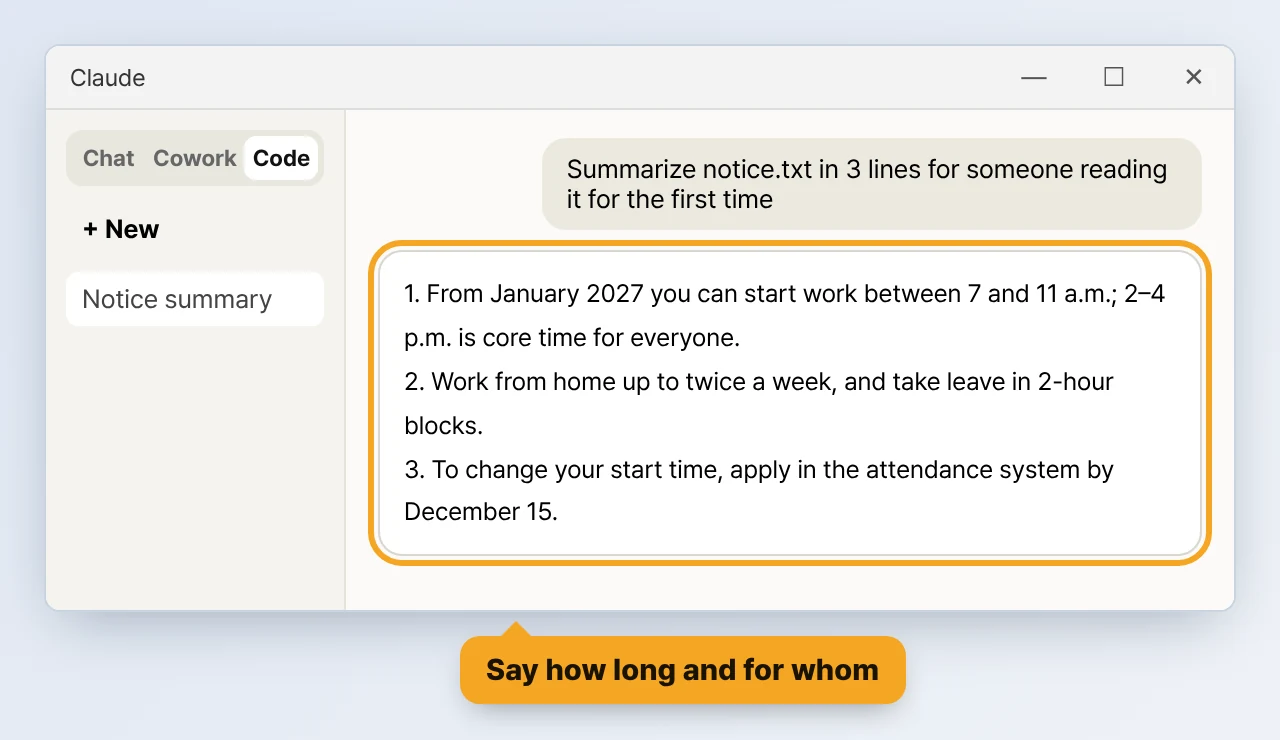 Claude
Chat Cowork Code
+ New
Notice summary
Summarize notice.txt in 3 lines for someone reading
it for the first time
1. From January 2027 you can start work between 7 and 11 a.m.; 2–4
p.m. is core time for everyone.
2. Work from home up to twice a week, and take leave in 2-hour
blocks.
3. To change your start time, apply in the attendance system by
December 15.
Say how long and for whom